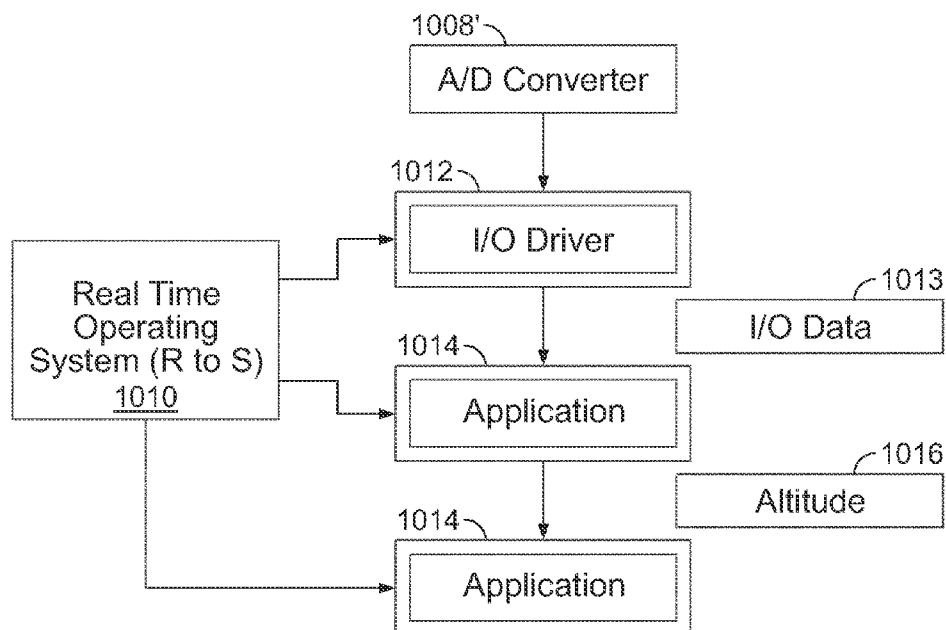 1008'
A/D Converter
1012
I/O Driver
Real Time
Operating
System (R to S)
1010
1013
I/O Data
1014
Application
1016
Altitude
1014
Application